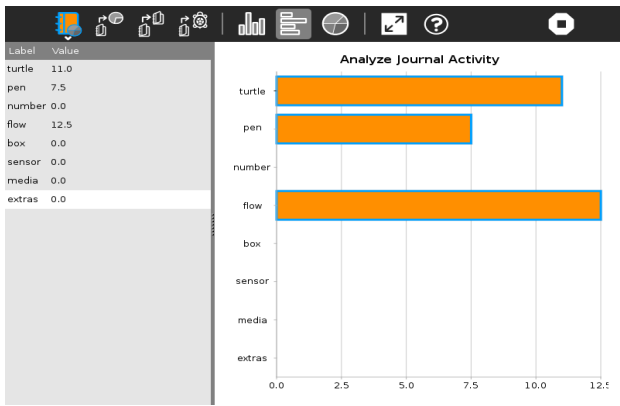 ?
Label Value
turtle 11.0
pen 7.5
number 0.0
flow 12.5
box 0.0
sensor 0.0
media 0.0
extras 0.0
Analyze Journal Activity
turtle
pen
number
flow
box
sensor
media
extras
0.0 2.5 5.0 7.5 10.0 12.5